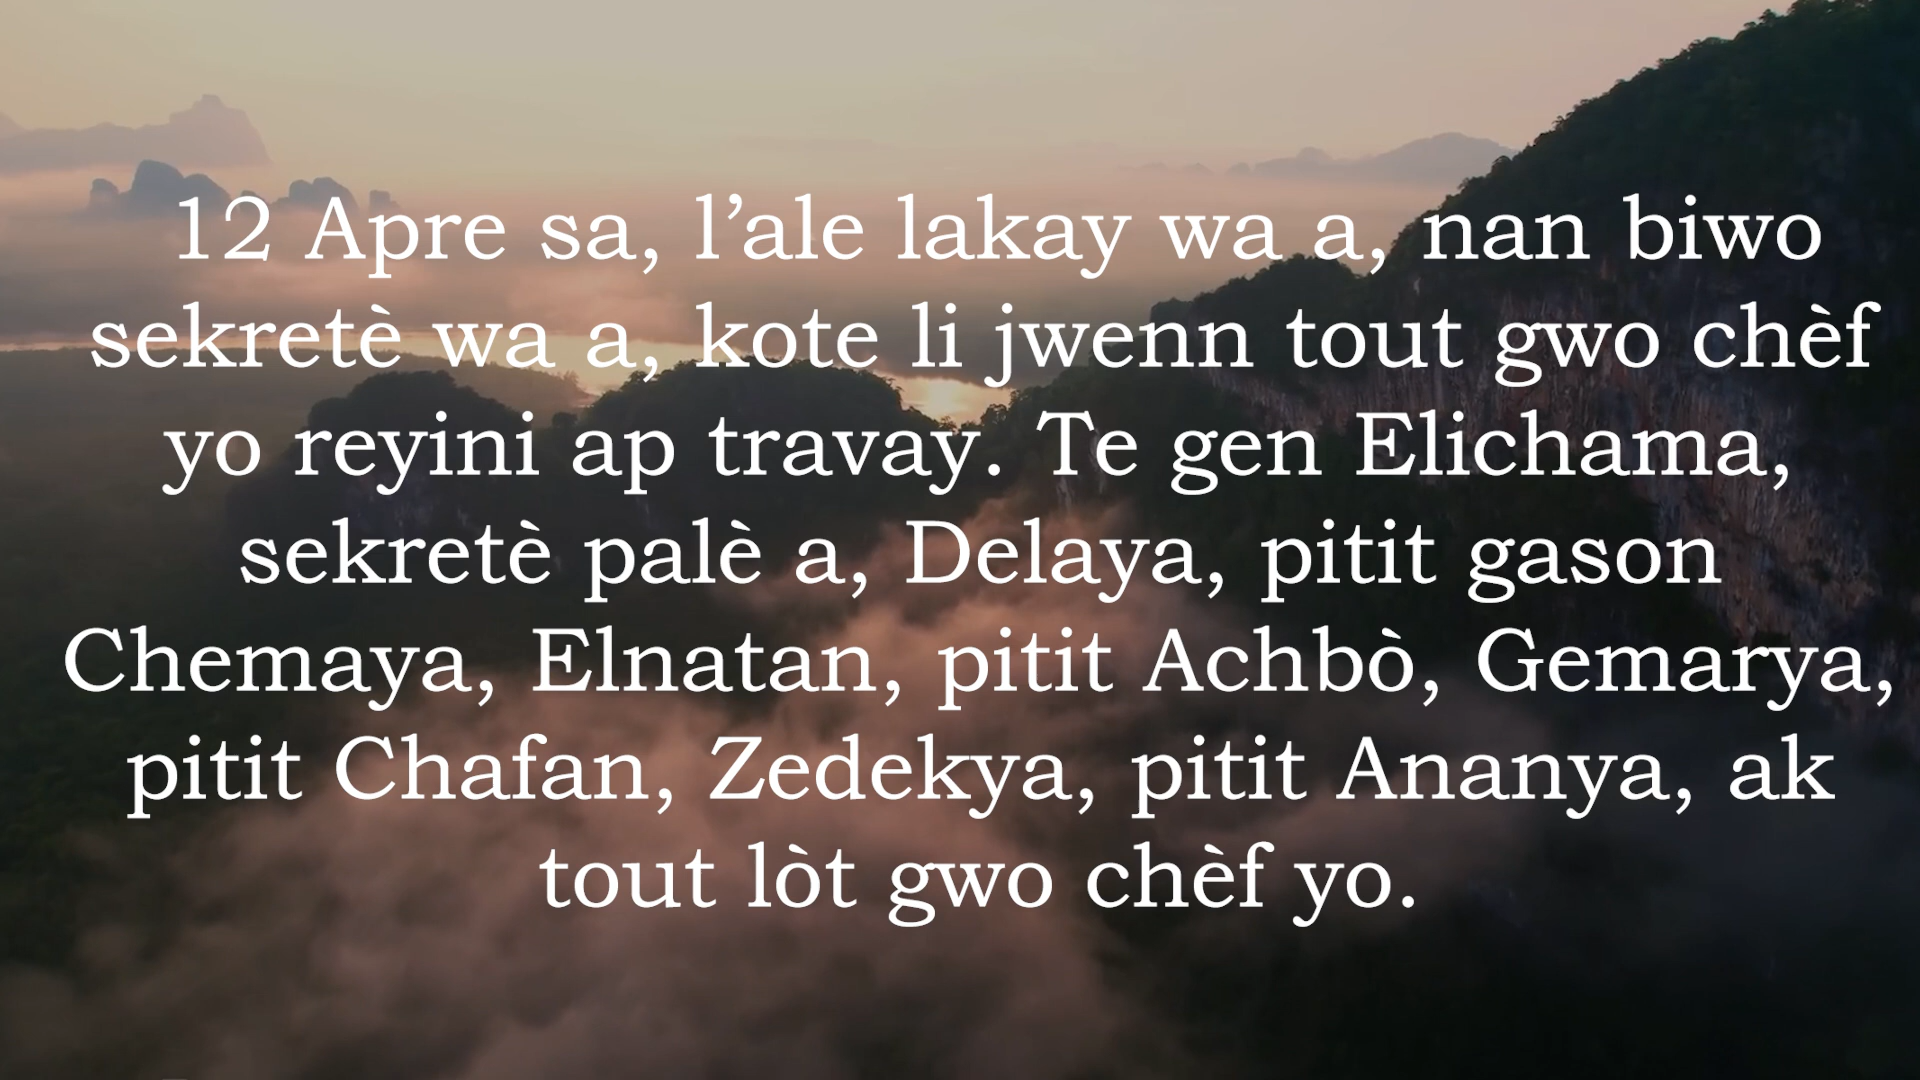 12 Apre sa, l’ale lakay wa a, nan biwo
sekretè wa a, kote li jwenn tout gwo chèf
yo reyini ap travay. Te gen Elichama,
sekretè palè a, Delaya, pitit gason
Chemaya, Elnatan, pitit Achbò, Gemarya,
pitit Chafan, Zedekya, pitit Ananya, ak
tout lòt gwo chèf yo.